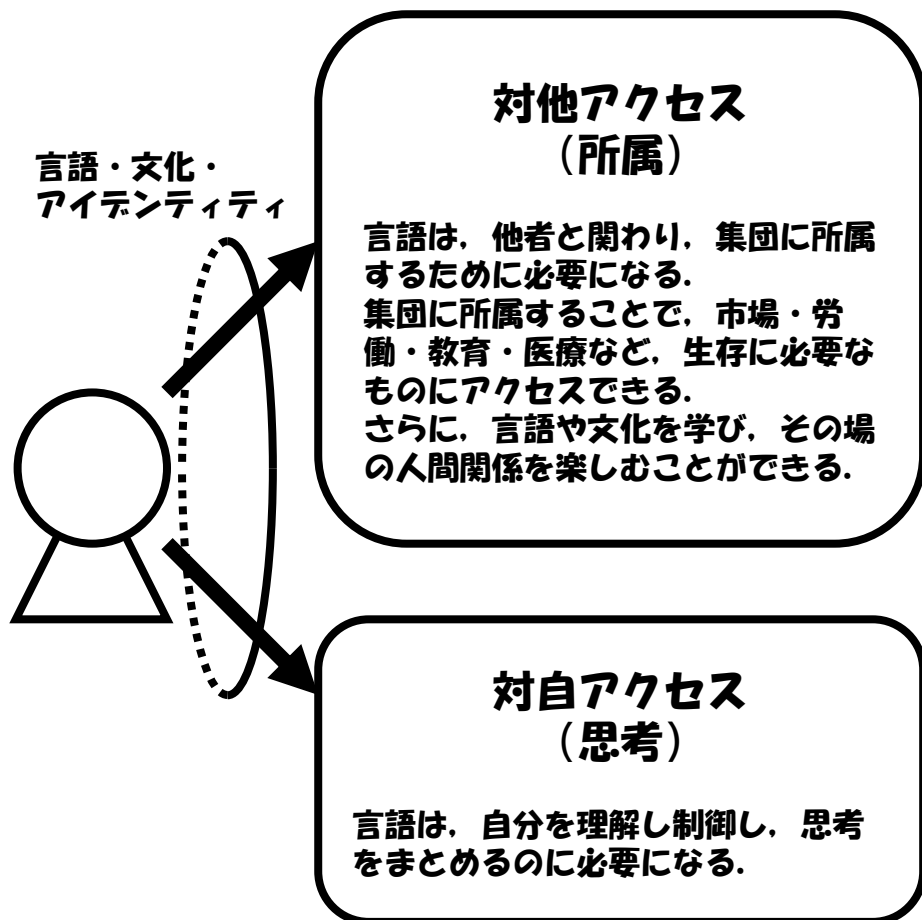 言語・文化・
アイデンティティ
対他アクセス
（所属）
言語は，他者と関わり，集団に所属
するために必要になる．
集団に所属することで，市場・労
働・教育・医療など，生存に必要な
ものにアクセスできる．
さらに，言語や文化を学び，その場
の人間関係を楽しむことができる．
対自アクセス
（思考）
言語は，自分を理解し制御し，思考
をまとめるのに必要になる．